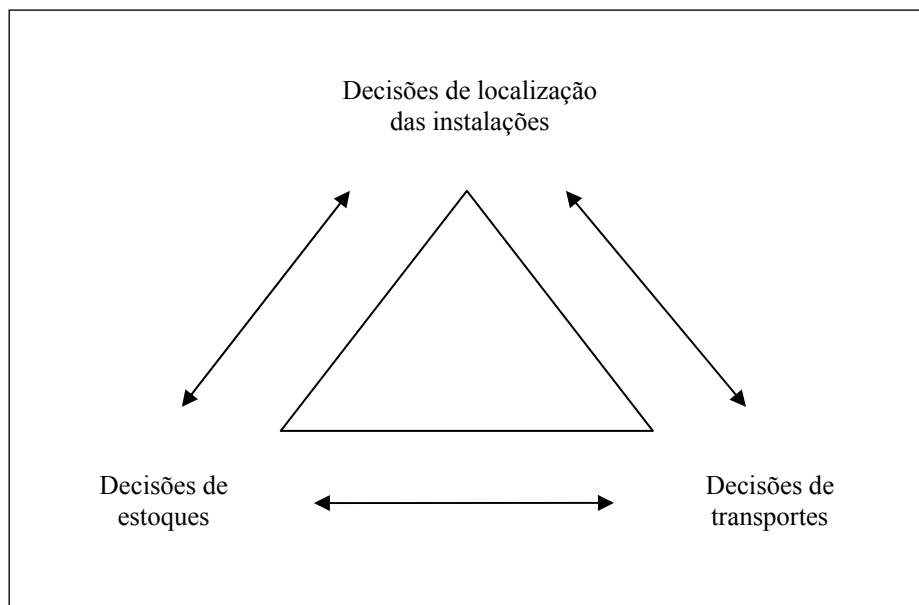 Decisões de localização
das instalações
Decisões de
estoques
Decisões de
transportes